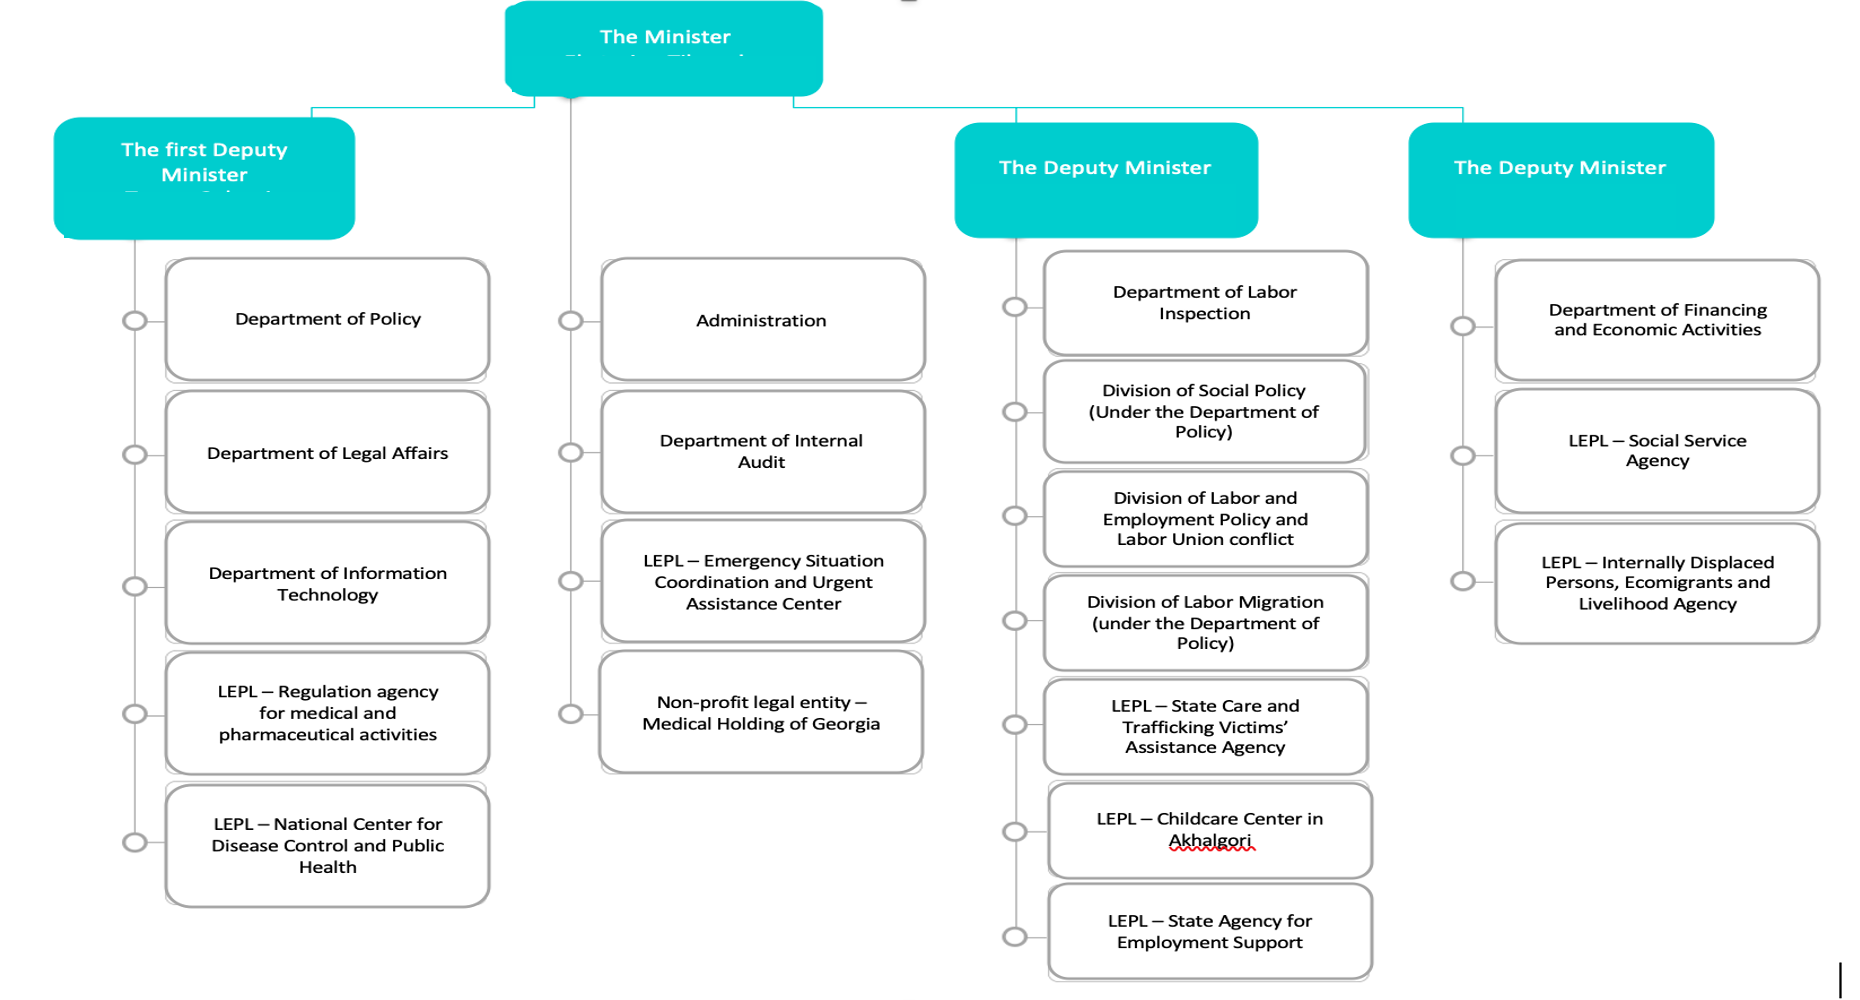 The Minister
The first Deputy
Minister
The Deputy Minister
The Deputy Minister
Department of Policy
Department of Legal Affairs
Department of Information
Technology
LEPL – Regulation agency
for medical and
pharmaceutical activities
LEPL – National Center for
Disease Control and Public
Health
Administration
Department of Internal
Audit
LEPL – Emergency Situation
Coordination and Urgent
Assistance Center
Non-profit legal entity –
Medical Holding of Georgia
Department of Labor
Inspection
Division of Social Policy
(Under the Department of
Policy)
Division of Labor and
Employment Policy and
Labor Union conflict
Division of Labor Migration
(under the Department of
Policy)
LEPL – State Care and
Trafficking Victims’
Assistance Agency
LEPL – Childcare Center in
Akhalgori
LEPL – State Agency for
Employment Support
Department of Financing
and Economic Activities
LEPL – Social Service
Agency
LEPL – Internally Displaced
Persons, Ecomigrants and
Livelihood Agency